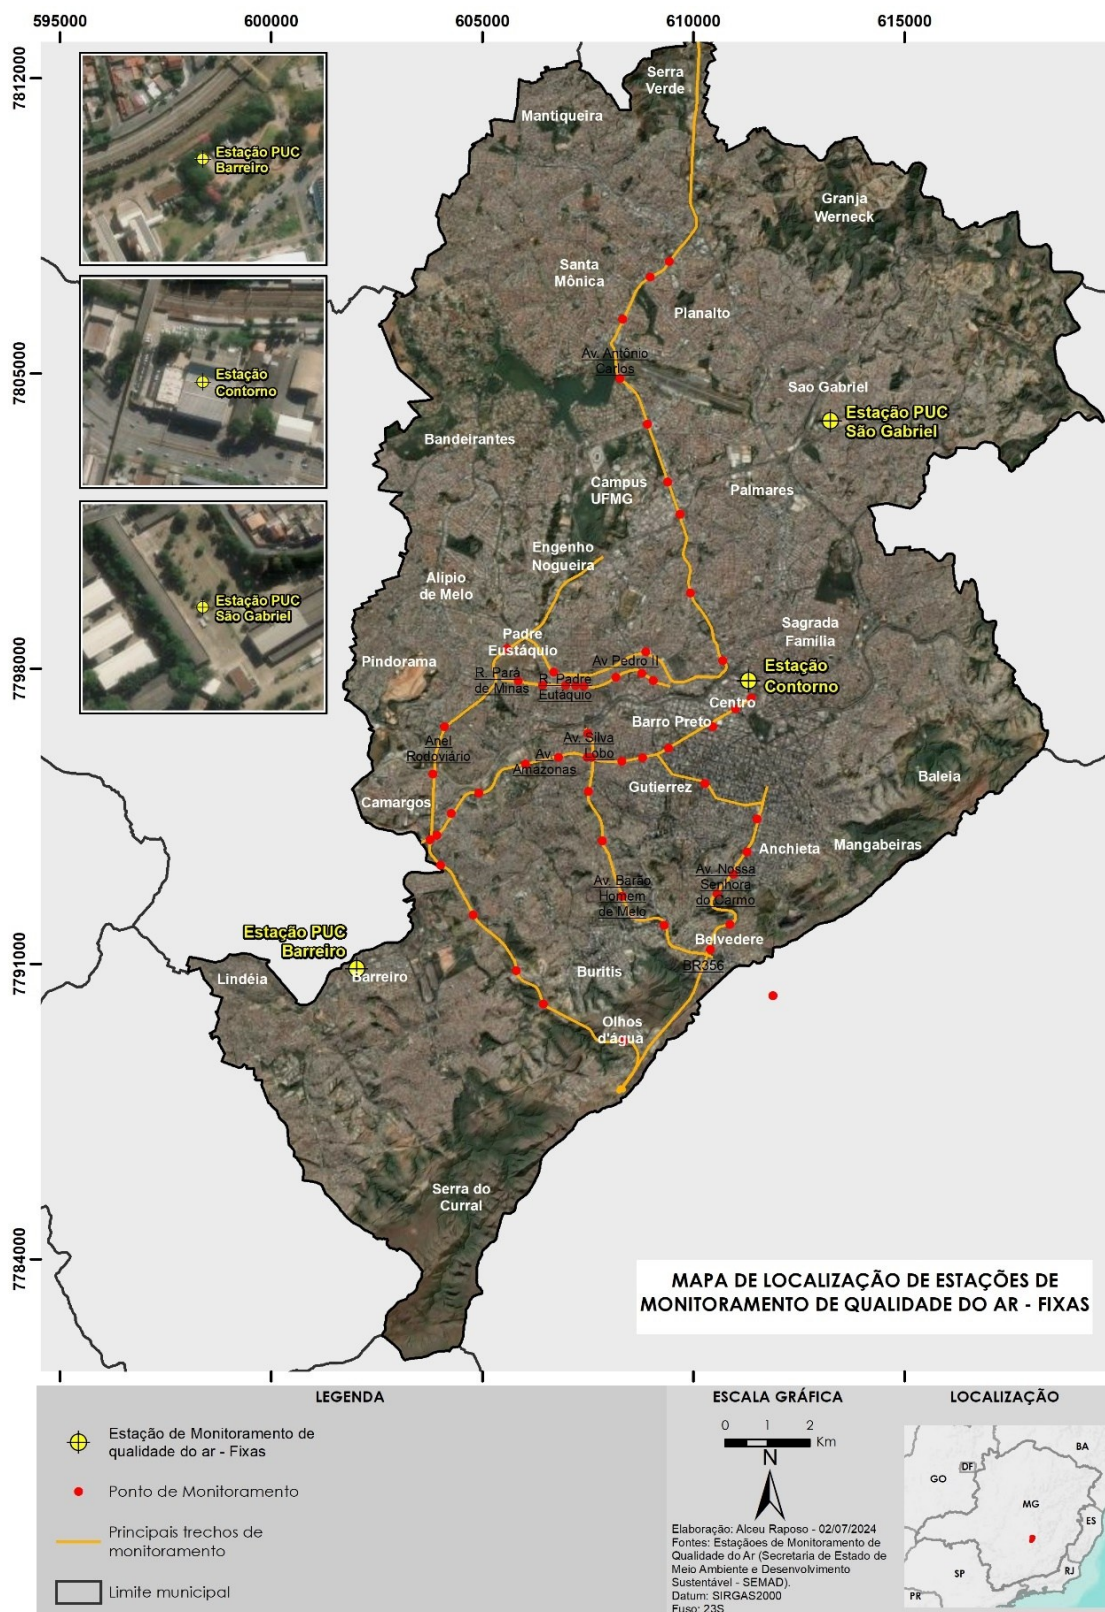 595000
600000
605000
610000
615000
7812000
7805000
7798000
7791000
7784000
Estação PUC
Barreiro
Estação
Contorno
Estação PUC
São Gabriel
Serra
Verde
Mantiqueira
Granja
Werneck
Santa
Mônica
Planalto
Av. Antônio
Carlos
Sao Gabriel
Estação PUC
São Gabriel
Bandeirantes
Campus
UFMG
Palmares
Engenho
Nogueira
Alipio
de Melo
Sagrada
Família
Padre
Eustáquio
Pindorama
Av Pedro II
R. Pará
de Minas
R. Padre
Eutáquio
Estação
Contorno
Centro
Barro Preto
Anel
Rodoviário
Av. Silva
Lobo
Av.
Amazonas
Camargos
Gutierrez
Baleia
Anchieta
Mangabeiras
Av. Barão
Homem
de Melo
Av. Nossa
Senhora
do Carmo
Estação PUC
Barreiro
Belvedere
BR356
Lindéia
Barreiro
Buritis
Olhos
d'água
Serra do
Curral
MAPA DE LOCALIZAÇÃO DE ESTAÇÕES DE
MONITORAMENTO DE QUALIDADE DO AR - FIXAS
LEGENDA
Estação de Monitoramento de
qualidade do ar - Fixas
Ponto de Monitoramento
Principais trechos de
monitoramento
Limite municipal
ESCALA GRÁFICA
0 1 2
Km
N
Elaboração: Alceu Raposo - 02/07/2024
Fontes: Estaçãoes de Monitoramento de
Qualidade do Ar (Secretaria de Estado de
Meio Ambiente e Desenvolvimento
Sustentável - SEMAD).
Datum: SIRGAS2000
Fuso: 23S
LOCALIZAÇÃO
BA
DF
GO
MG
ES
SP
RJ
PR